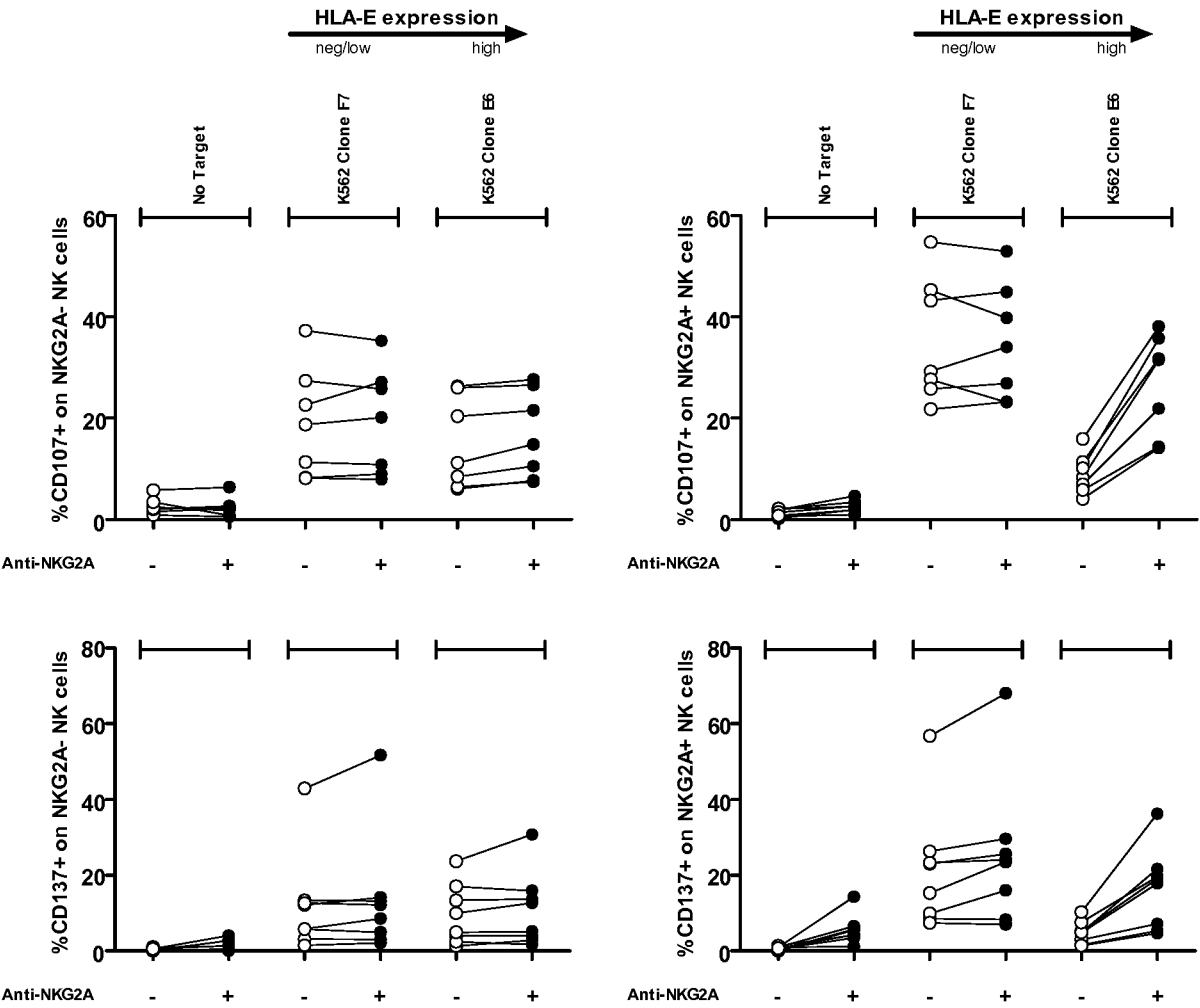 HLA-E expression
neg/low high
No Target
K562 Clone F7
K562 Clone E6
%CD107+ on NKG2A- NK cells
60
40
20
0
Anti-NKG2A - + - + - +
HLA-E expression
neg/low high
No Target
K562 Clone F7
K562 Clone E6
%CD107+ on NKG2A+ NK cells
60
40
20
0
Anti-NKG2A - + - + - +
%CD137+ on NKG2A- NK cells
80
60
40
20
0
Anti-NKG2A - + - + - +
%CD137+ on NKG2A+ NK cells
80
60
40
20
0
Anti-NKG2A - + - + - +